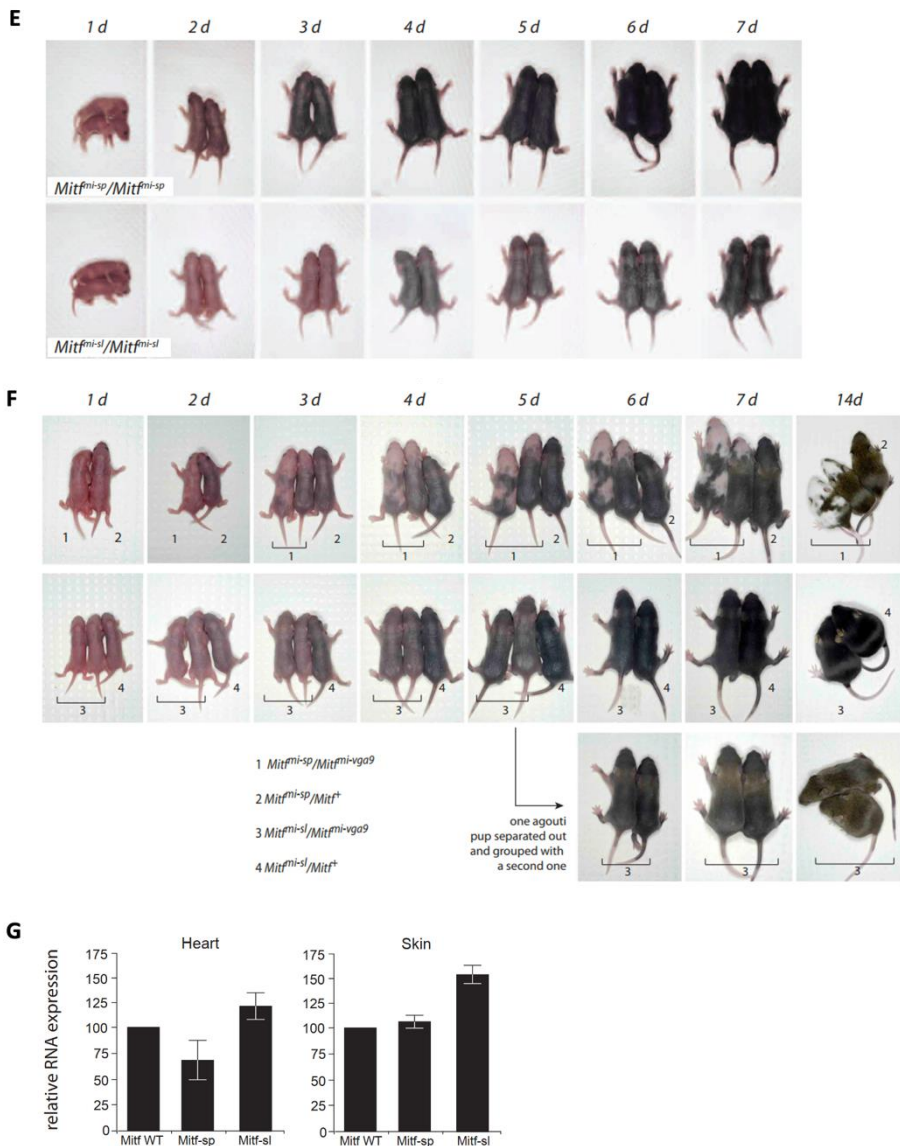 E
1 d 2 d 3 d 4 d 5 d 6 d 7 d
Mitfmi-sp/Mitfmi-sp
Mitfmi-sl/Mitfmi-sl
F
1 d 2 d 3 d 4 d 5 d 6 d 7 d 14d
1 2 1 2 1 2 1 2 1 2 1 2 1 2 1 2
3 4 3 4 3 4 3 4 3 4 3 4 3 4 3 4
1 Mitfmi-sp/Mitfmi-vga9
2 Mitfmi-sp/Mitf+
3 Mitfmi-sl/Mitfmi-vga9
4 Mitfmi-sl/Mitf+
one agouti
pup separated out
and grouped with
a second one
3 3 3
G
Heart
relative RNA expression
175
150
125
100
75
50
25
0
Mitf WT Mitf-sp Mitf-sl
Skin
175
150
125
100
75
50
25
0
Mitf WT Mitf-sp Mitf-sl